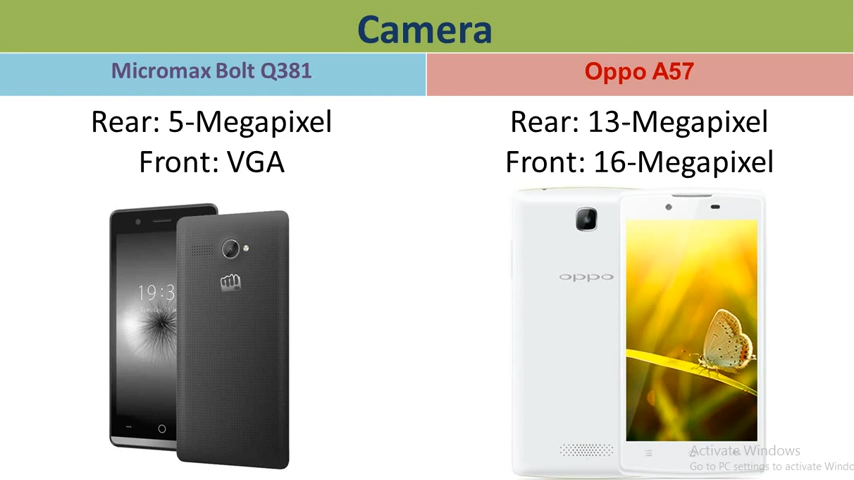 Camera
Micromax Bolt Q381
Oppo A57
Rear: 5-Megapixel
Front: VGA
Rear: 13-Megapixel
Front: 16-Megapixel
19:3
oppo
Activate Windows
Go to PC settings to activate Windo